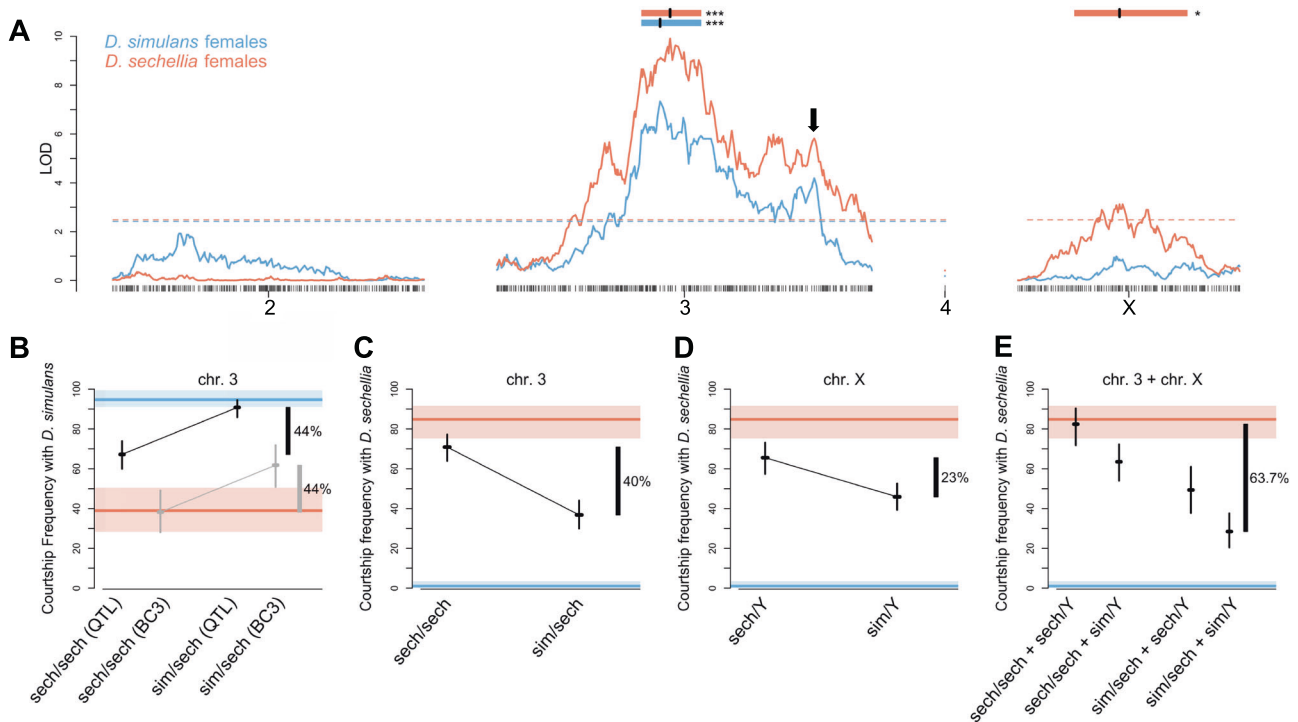 A
D. simulans females
D. sechellia females
***
***
*
LOD
10
8
6
4
2
0
2
3
4
X
B
chr. 3
Courtship Frequency with D. simulans
100
80
60
40
20
0
44%
44%
sech/sech (QTL)
sech/sech (BC3)
sim/sech (QTL)
sim/sech (BC3)
C
chr. 3
Courtship frequency with D. sechellia
100
80
60
40
20
0
40%
sech/sech
sim/sech
D
chr. X
Courtship frequency with D. sechellia
100
80
60
40
20
0
23%
sech/Y
sim/Y
E
chr. 3 + chr. X
Courtship frequency with D. sechellia
100
80
60
40
20
0
63.7%
sech/sech + sech/Y
sech/sech + sim/Y
sim/sech + sech/Y
sim/sech + sim/Y